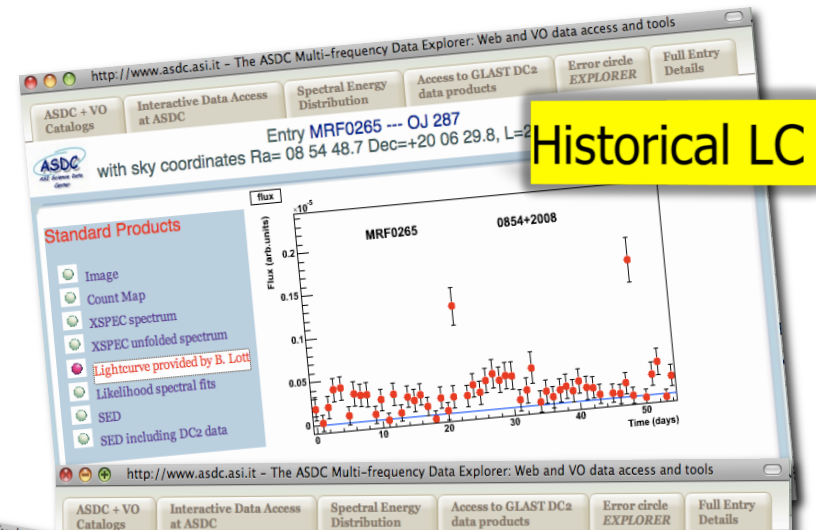 http://www.asdc.asi.it - The ASDC Multi-frequency Data Explorer: Web and VO data access and tools
ASDC + VO
Catalogs
Interactive Data Access
at ASDC
Spectral Energy
Distribution
Access to GLAST DC2
data products
Error circle
EXPLORER
Full Entry
Details
Historical LC
ASDC
ASI Science Data
Center
Entry MRF0265 --- OJ 287
with sky coordinates Ra= 08 54 48.7 Dec=+20 06 29.8, L=2
Standard Products
Image
Count Map
XSPEC spectrum
XSPEC unfolded spectrum
Lightcurve provided by B. Lott
Likelihood spectral fits
SED
SED including DC2 data
flux
×10⁻⁵
MRF0265
0854+2008
Flux (arb.units)
0.2
0.15
0.1
0.05
0
0 10 20 30 40 50
Time (days)
http://www.asdc.asi.it - The ASDC Multi-frequency Data Explorer: Web and VO data access and tools
ASDC + VO
Catalogs
Interactive Data Access
at ASDC
Spectral Energy
Distribution
Access to GLAST DC2
data products
Error circle
EXPLORER
Full Entry
Details